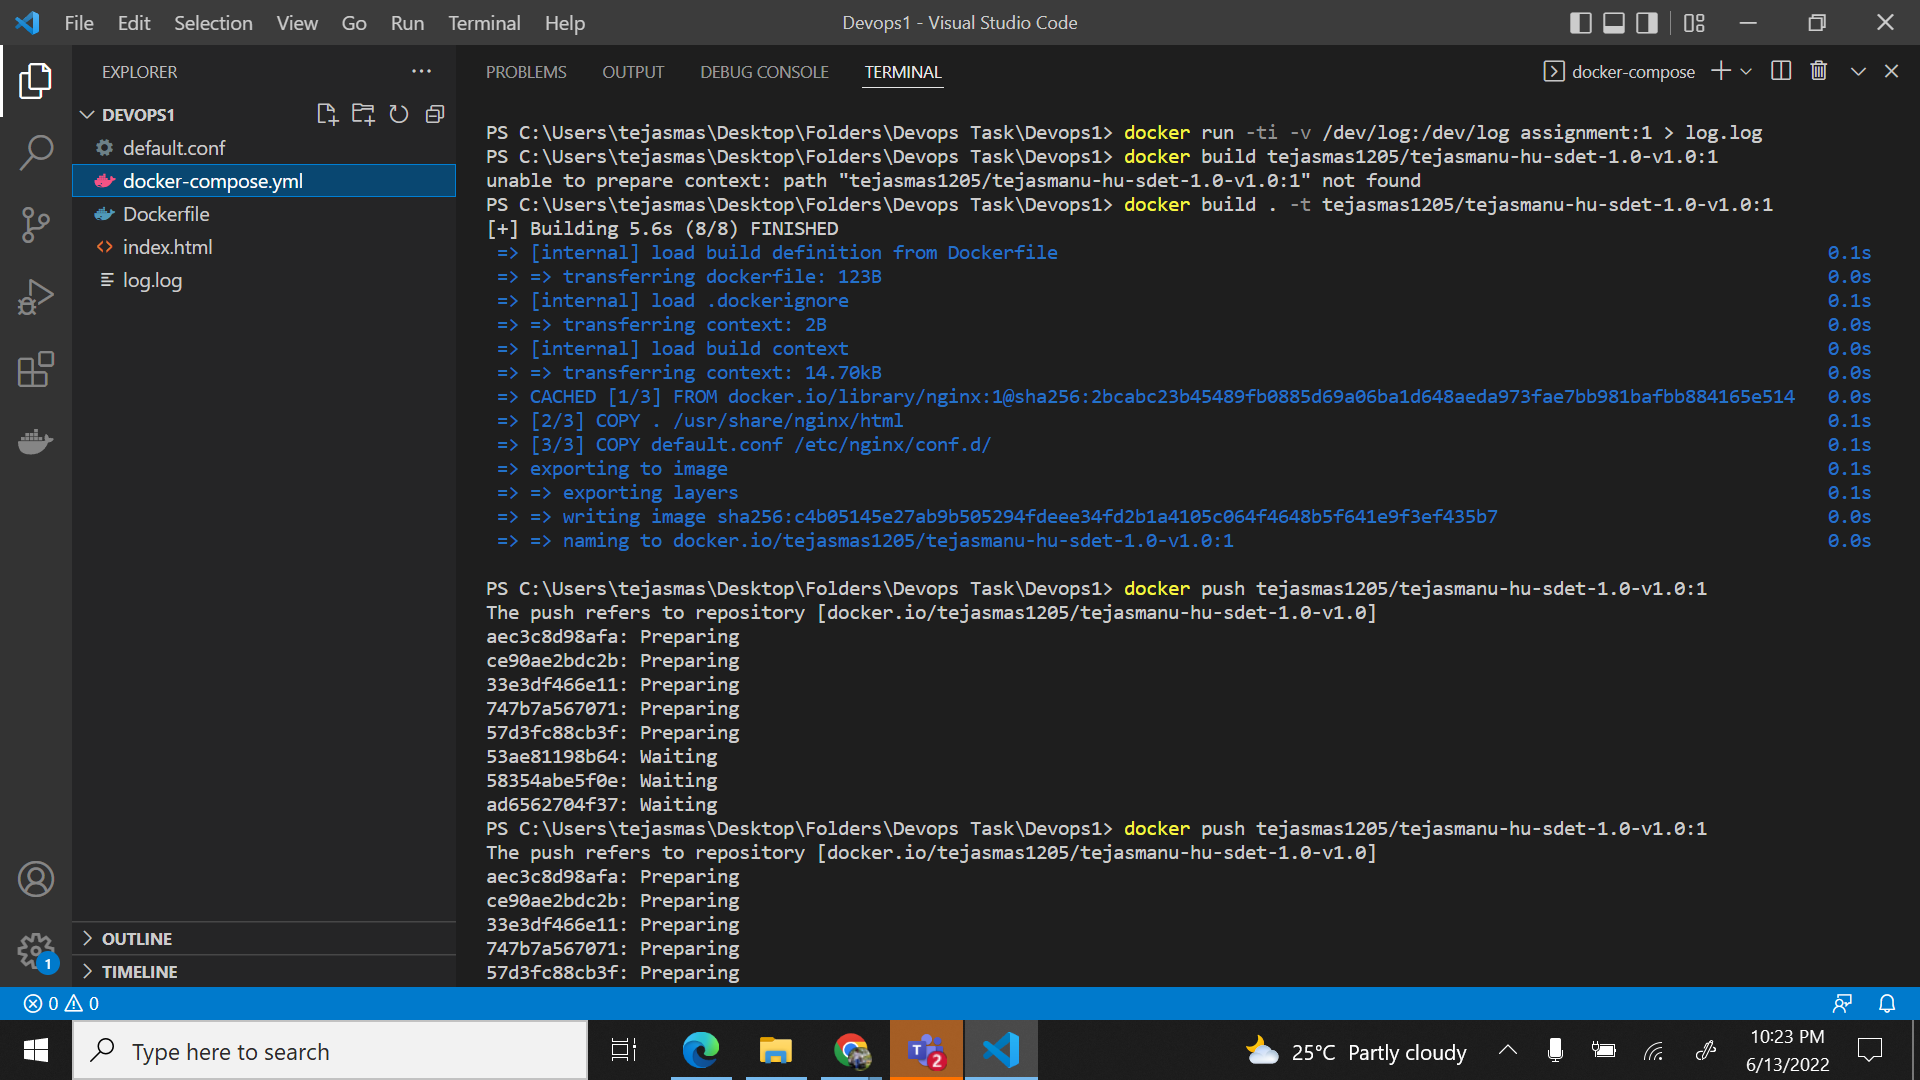 File Edit Selection View Go Run Terminal Help
Devops1 - Visual Studio Code
EXPLORER
DEVOPS1
default.conf
docker-compose.yml
Dockerfile
index.html
log.log
OUTLINE
TIMELINE
PROBLEMS OUTPUT DEBUG CONSOLE TERMINAL
docker-compose
PS C:\Users\tejasmas\Desktop\Folders\Devops Task\Devops1> docker run -ti -v /dev/log:/dev/log assignment:1 > log.log
PS C:\Users\tejasmas\Desktop\Folders\Devops Task\Devops1> docker build tejasmas1205/tejasmanu-hu-sdet-1.0-v1.0:1
unable to prepare context: path "tejasmas1205/tejasmanu-hu-sdet-1.0-v1.0:1" not found
PS C:\Users\tejasmas\Desktop\Folders\Devops Task\Devops1> docker build . -t tejasmas1205/tejasmanu-hu-sdet-1.0-v1.0:1
[+] Building 5.6s (8/8) FINISHED
=> [internal] load build definition from Dockerfile 0.1s
=> => transferring dockerfile: 123B 0.0s
=> [internal] load .dockerignore 0.1s
=> => transferring context: 2B 0.0s
=> [internal] load build context 0.0s
=> => transferring context: 14.70kB 0.0s
=> CACHED [1/3] FROM docker.io/library/nginx:1@sha256:2bcabc23b45489fb0885d69a06ba1d648aeda973fae7bb981bafbb884165e514 0.0s
=> [2/3] COPY . /usr/share/nginx/html 0.1s
=> [3/3] COPY default.conf /etc/nginx/conf.d/ 0.1s
=> exporting to image 0.1s
=> => exporting layers 0.1s
=> => writing image sha256:c4b05145e27ab9b505294fdeee34fd2b1a4105c064f4648b5f641e9f3ef435b7 0.0s
=> => naming to docker.io/tejasmas1205/tejasmanu-hu-sdet-1.0-v1.0:1 0.0s
PS C:\Users\tejasmas\Desktop\Folders\Devops Task\Devops1> docker push tejasmas1205/tejasmanu-hu-sdet-1.0-v1.0:1
The push refers to repository [docker.io/tejasmas1205/tejasmanu-hu-sdet-1.0-v1.0]
aec3c8d98afa: Preparing
ce90ae2bdc2b: Preparing
33e3df466e11: Preparing
747b7a567071: Preparing
57d3fc88cb3f: Preparing
53ae81198b64: Waiting
58354abe5f0e: Waiting
ad6562704f37: Waiting
PS C:\Users\tejasmas\Desktop\Folders\Devops Task\Devops1> docker push tejasmas1205/tejasmanu-hu-sdet-1.0-v1.0:1
The push refers to repository [docker.io/tejasmas1205/tejasmanu-hu-sdet-1.0-v1.0]
aec3c8d98afa: Preparing
ce90ae2bdc2b: Preparing
33e3df466e11: Preparing
747b7a567071: Preparing
57d3fc88cb3f: Preparing
1
0 0
Type here to search
2
25°C Partly cloudy
10:23 PM
6/13/2022